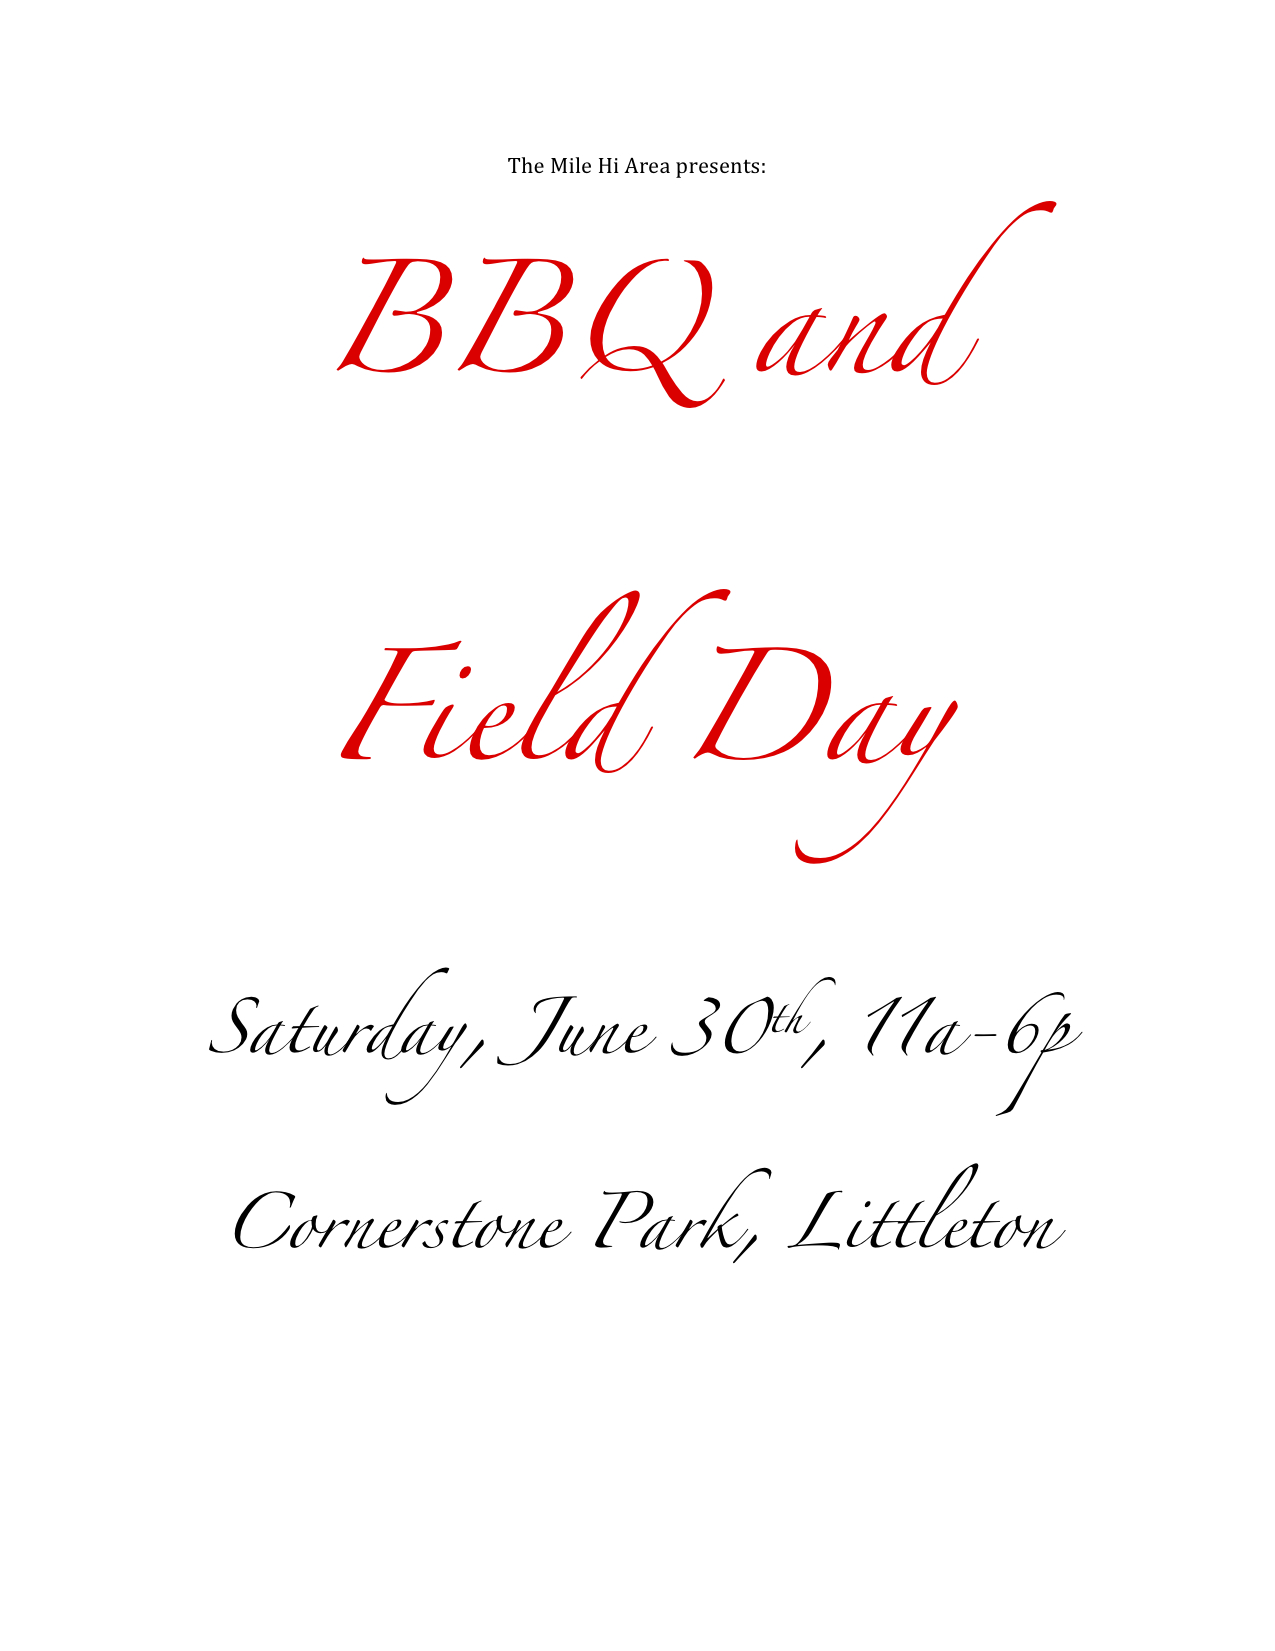 The Mile Hi Area presents:
BBQ and
Field Day
Saturday, June 30th, 11a-6p
Cornerstone Park, Littleton